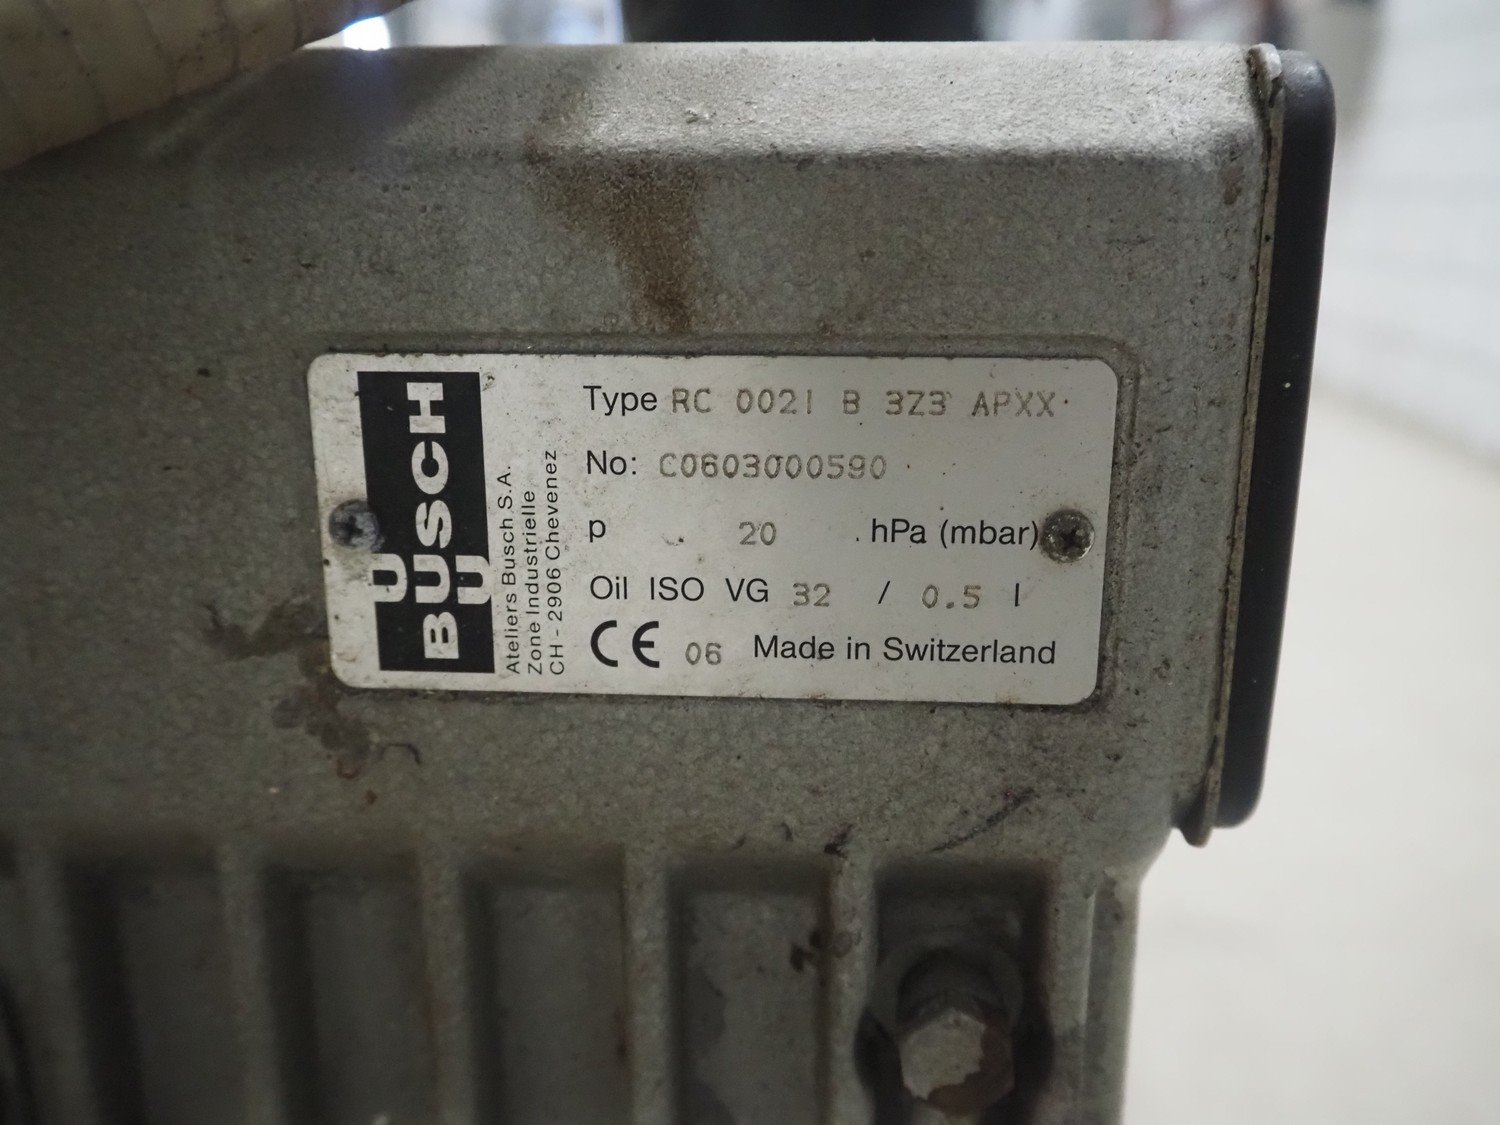 UU
BUSCH
Ateliers Busch S.A.
Zone Industrielle
CH - 2906 Chevenez
Type RC 0021 B 3Z3 APXX
No: C0603000590
p 20 hPa (mbar)
Oil ISO VG 32 / 0.5 l
CE 06 Made in Switzerland